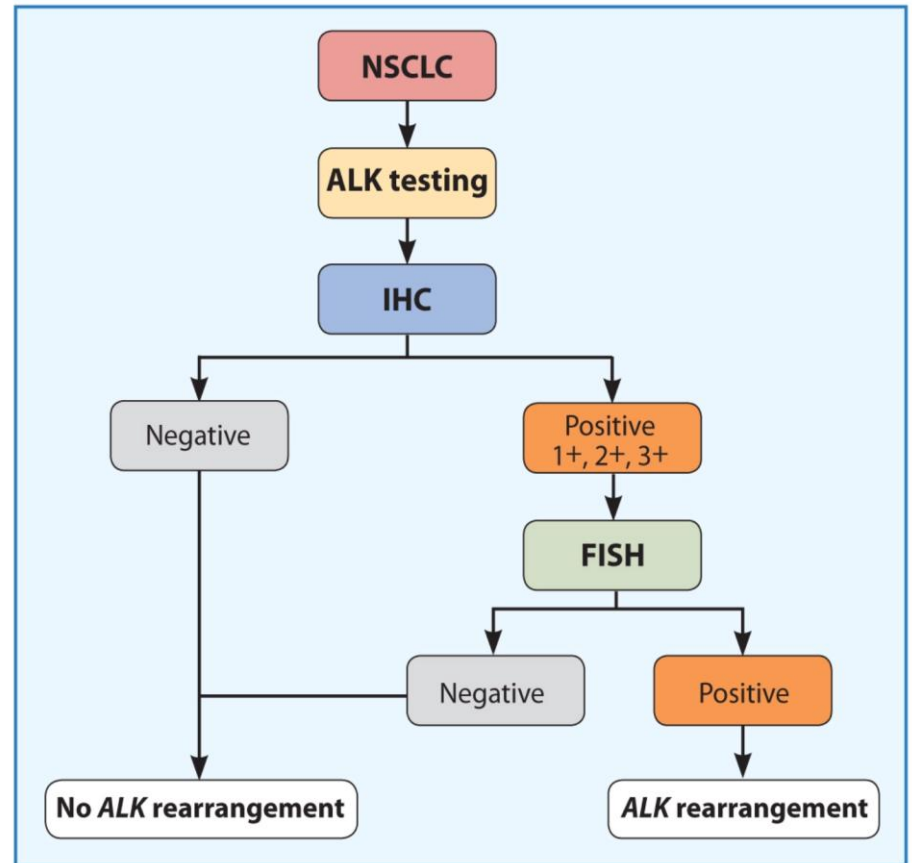 NSCLC
ALK testing
IHC
Negative
Positive
1+, 2+, 3+
FISH
Negative
Positive
No ALK rearrangement
ALK rearrangement